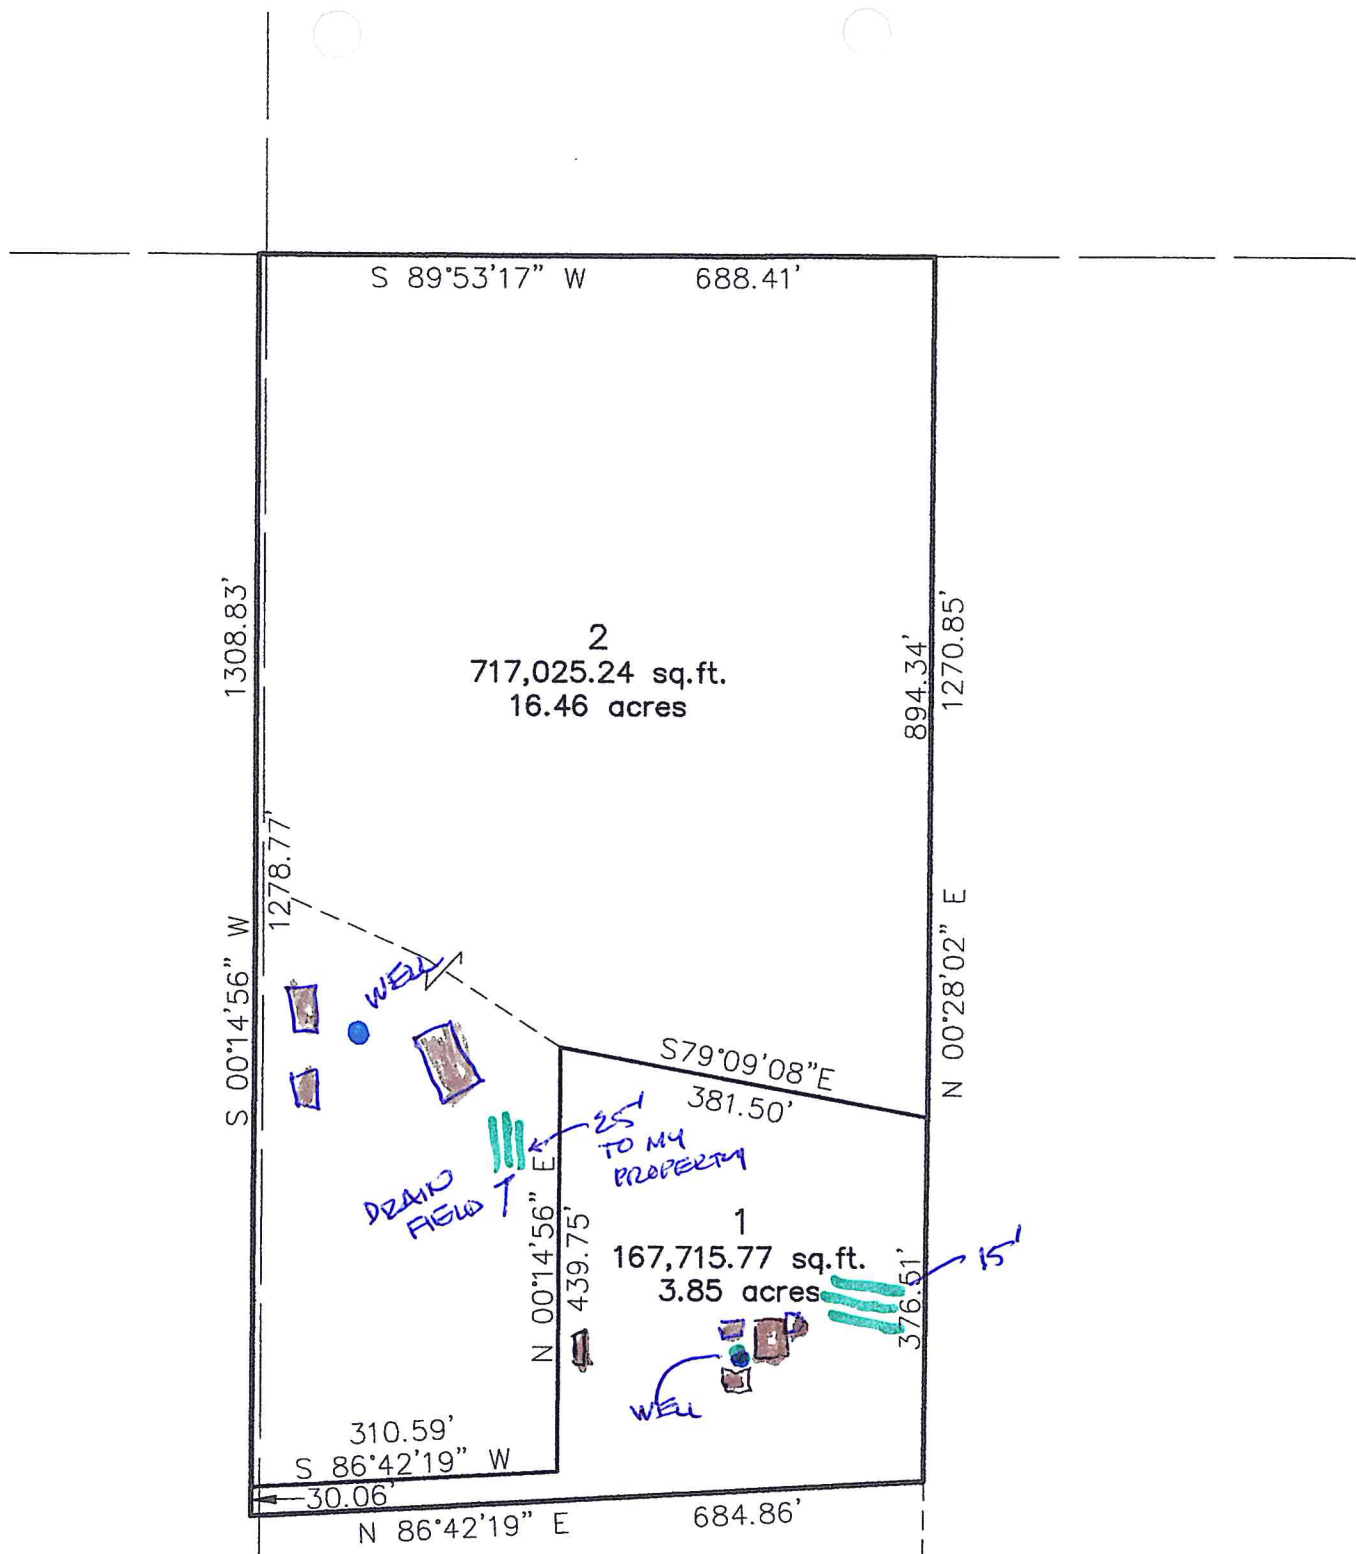 S 89°53'17" W 688.41'
1308.83'
2
717,025.24 sq.ft.
16.46 acres
894.34'
1270.85'
1278.77'
S 00°14'56" W
N 00°28'02" E
WELL
S79°09'08"E
381.50'
25'
TO MY
PROPERTY
DRAIN
FIELD
N 00°14'56" E
439.75'
1
167,715.77 sq.ft.
3.85 acres
376.51'
15'
WELL
310.59'
S 86°42'19" W
30.06'
N 86°42'19" E 684.86'